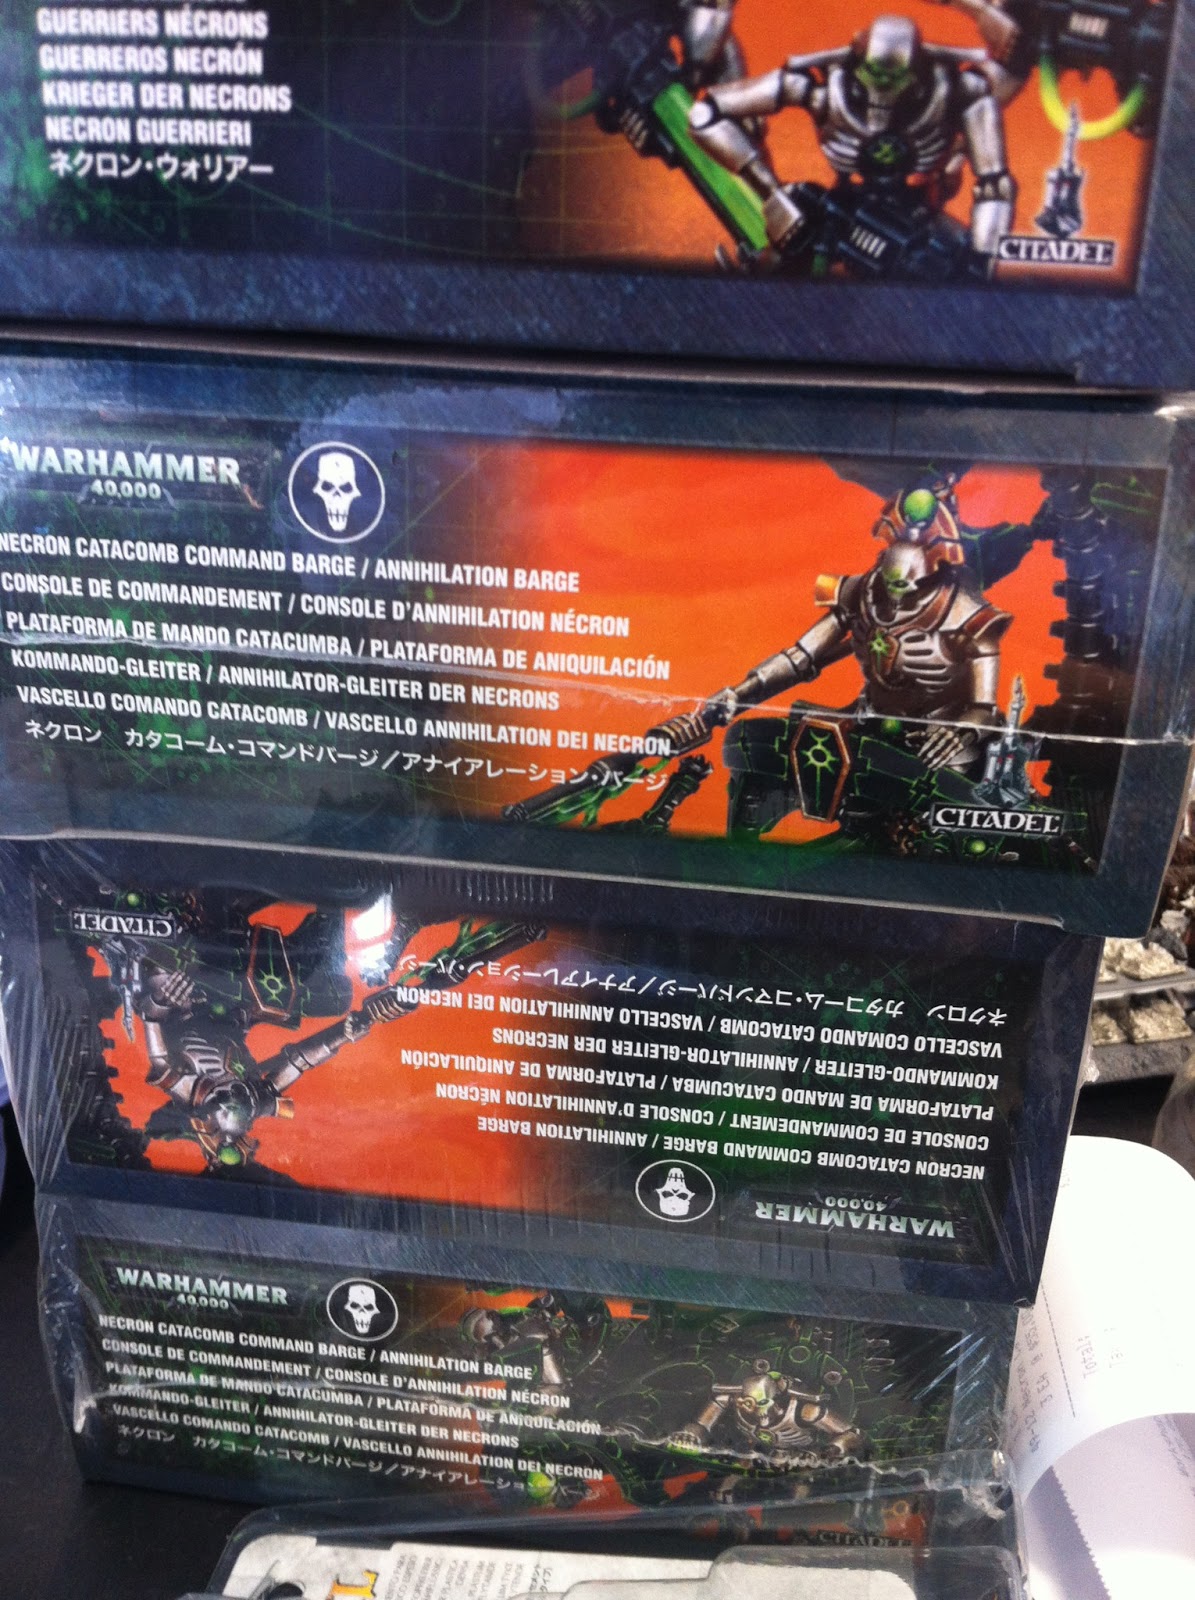 GUERRIERS NÉCRONS
GUERREROS NECRÓN
KRIEGER DER NECRONS
NECRON GUERRIERI
ネクロン・ウォリアー
CITADEL
WARHAMMER
40,000
NECRON CATACOMB COMMAND BARGE / ANNIHILATION BARGE
CONSOLE DE COMMANDEMENT / CONSOLE D'ANNIHILATION NÉCRON
PLATAFORMA DE MANDO CATACUMBA / PLATAFORMA DE ANIQUILACIÓN
KOMMANDO-GLEITER / ANNIHILATOR-GLEITER DER NECRONS
VASCELLO COMANDO CATACOMB / VASCELLO ANNIHILATION DEI NECRON
ネクロン カタコーム・コマンドバージ／アナイアレーション・バージ
CITADEL
WARHAMMER
40,000
NECRON CATACOMB COMMAND BARGE / ANNIHILATION BARGE
CONSOLE DE COMMANDEMENT / CONSOLE D'ANNIHILATION NÉCRON
PLATAFORMA DE MANDO CATACUMBA / PLATAFORMA DE ANIQUILACIÓN
KOMMANDO-GLEITER / ANNIHILATOR-GLEITER DER NECRONS
VASCELLO COMANDO CATACOMB / VASCELLO ANNIHILATION DEI NECRON
ネクロン カタコーム・コマンドバージ／アナイアレーション・バージ
CITADEL
WARHAMMER
40,000
NECRON CATACOMB COMMAND BARGE / ANNIHILATION BARGE
CONSOLE DE COMMANDEMENT / CONSOLE D'ANNIHILATION NÉCRON
PLATAFORMA DE MANDO CATACUMBA / PLATAFORMA DE ANIQUILACIÓN
KOMMANDO-GLEITER / ANNIHILATOR-GLEITER DER NECRONS
VASCELLO COMANDO CATACOMB / VASCELLO ANNIHILATION DEI NECRON
ネクロン カタコーム・コマンドバージ／アナイアレーション・バージ
CITADEL
Total: